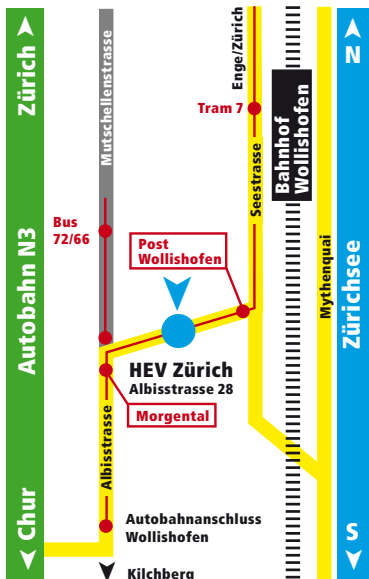 Zürich
Autobahn N3
Chur
Mutschellenstrasse
Enge/Zürich
Tram 7
Seestrasse
Bahnhof
Wollishofen
N
Zürichsee
S
Mythenquai
Bus
72/66
Post
Wollishofen
HEV Zürich
Albisstrasse 28
Morgental
Albisstrasse
Autobahnanschluss
Wollishofen
Kilchberg